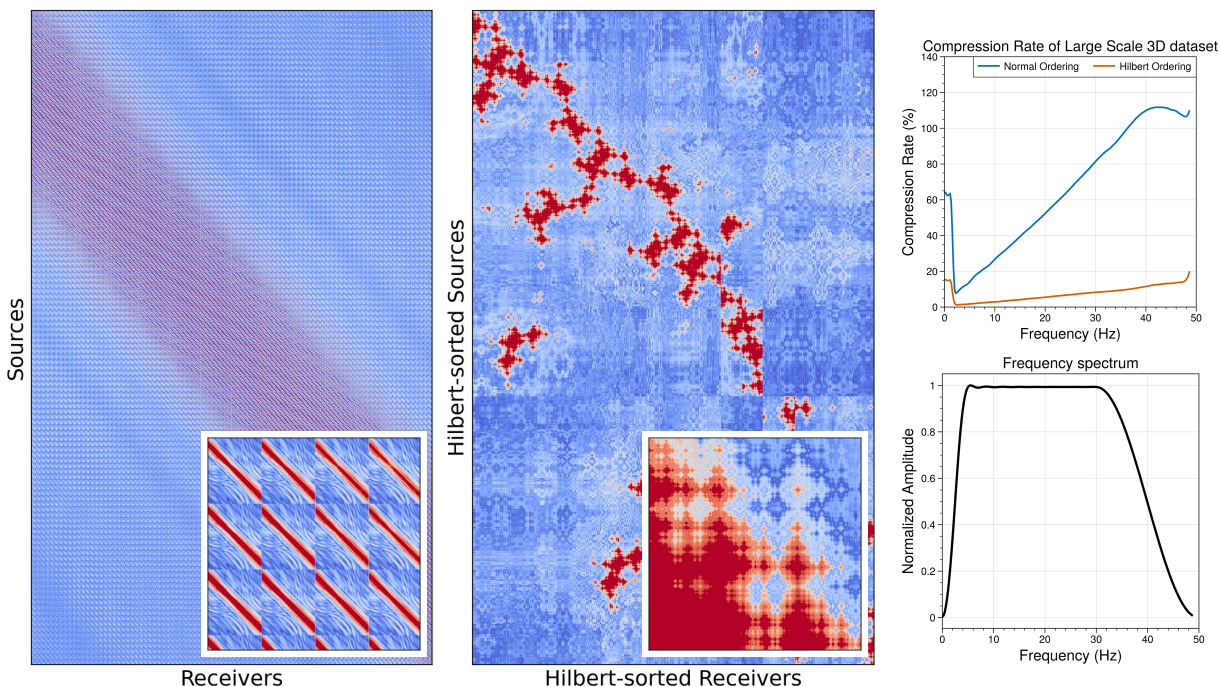 Sources
Receivers
Hilbert-sorted Sources
Hilbert-sorted Receivers
Compression Rate of Large Scale 3D dataset
Normal Ordering
Hilbert Ordering
Compression Rate (%)
140
120
100
80
60
40
20
0
0 10 20 30 40 50
Frequency (Hz)
Frequency spectrum
Normalized Amplitude
1
0.8
0.6
0.4
0.2
0
0 10 20 30 40 50
Frequency (Hz)